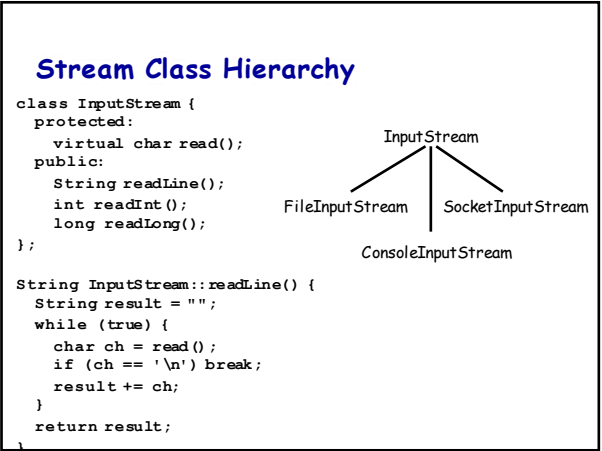 Stream Class Hierarchy
class InputStream {
protected:
virtual char read();
public:
String readLine();
int readInt();
long readLong();
};
InputStream
FileInputStream
SocketInputStream
ConsoleInputStream
String InputStream::readLine() {
String result = "";
while (true) {
char ch = read();
if (ch == '\n') break;
result += ch;
}
return result;
}